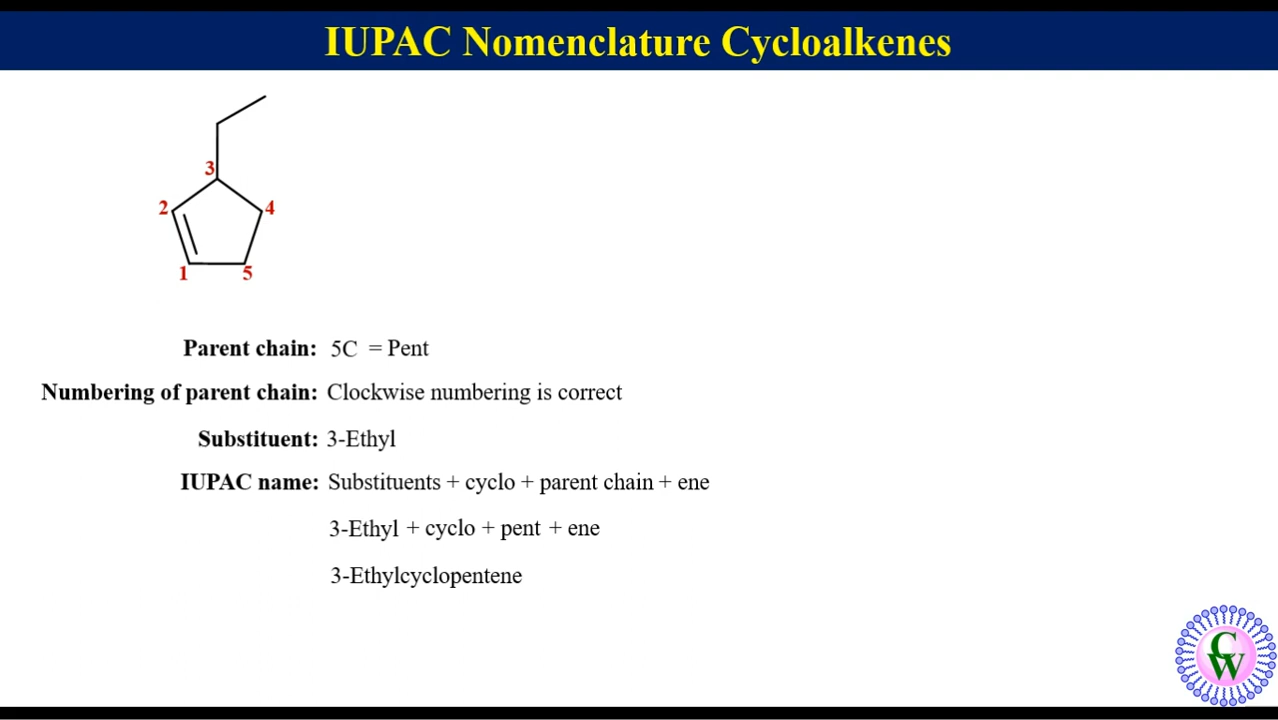 IUPAC Nomenclature Cycloalkenes
3
2
4
1
5
Parent chain: 5C = Pent
Numbering of parent chain: Clockwise numbering is correct
Substituent: 3-Ethyl
IUPAC name: Substituents + cyclo + parent chain + ene
3-Ethyl + cyclo + pent + ene
3-Ethylcyclopentene
C
W